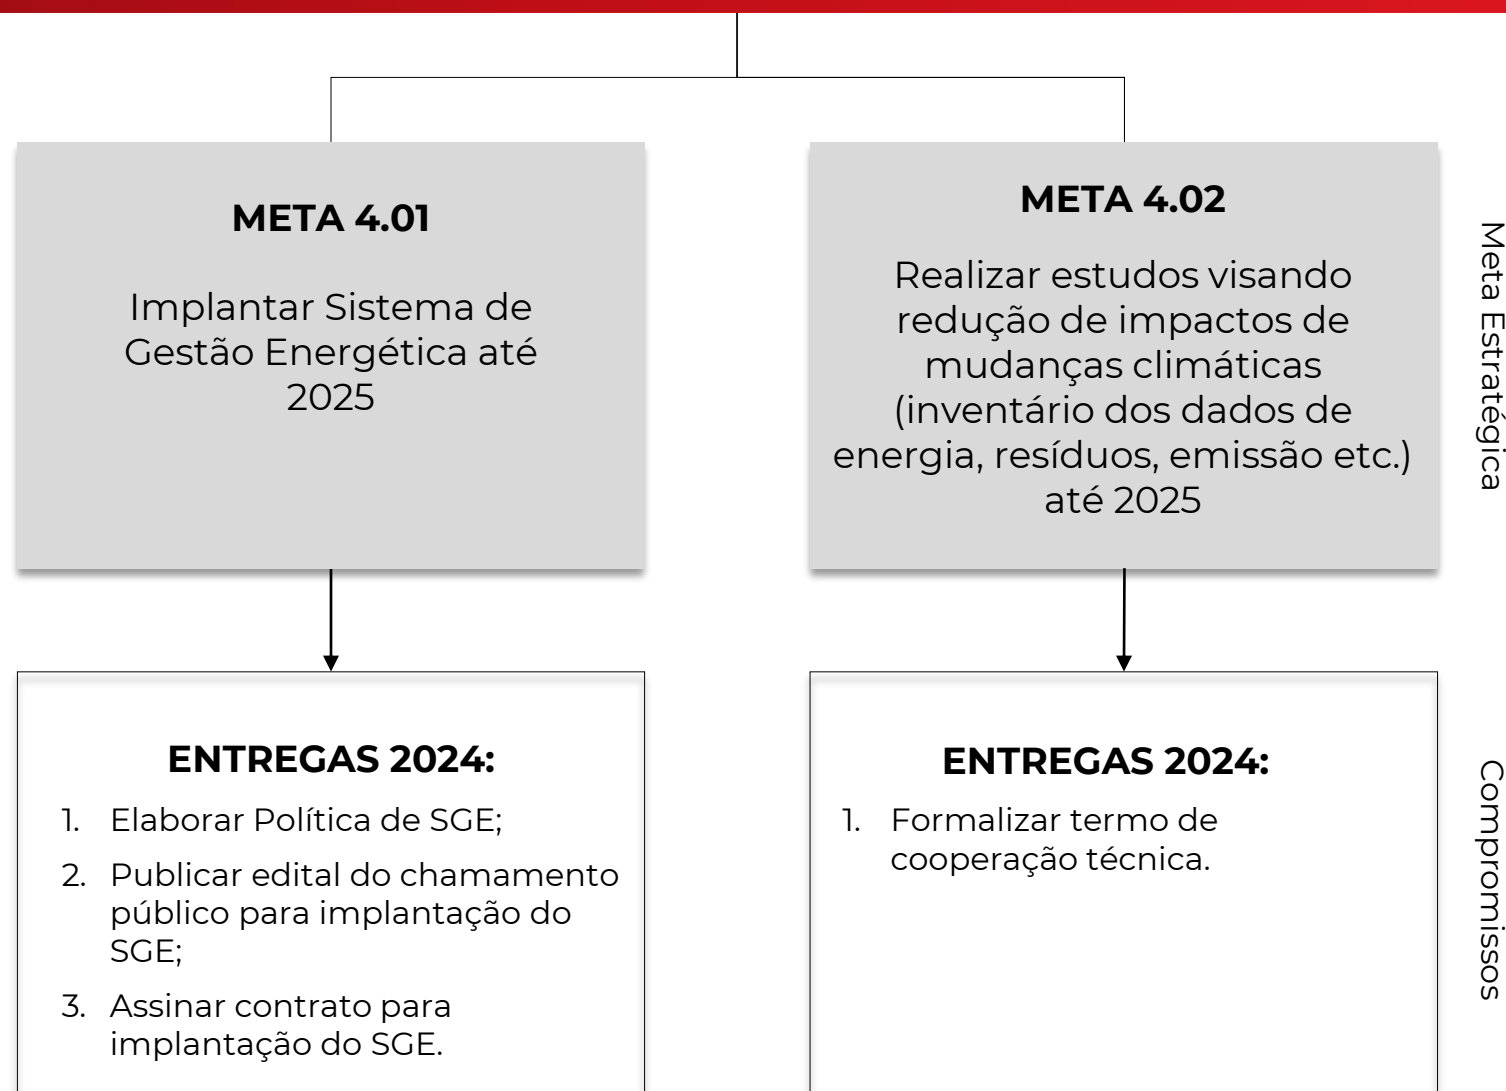 META 4.01
Implantar Sistema de
Gestão Energética até
2025
META 4.02
Realizar estudos visando
redução de impactos de
mudanças climáticas
(inventário dos dados de
energia, resíduos, emissão etc.)
até 2025
Meta Estratégica
ENTREGAS 2024:
1. Elaborar Política de SGE;
2. Publicar edital do chamamento
público para implantação do
SGE;
3. Assinar contrato para
implantação do SGE.
ENTREGAS 2024:
1. Formalizar termo de
cooperação técnica.
Compromissos